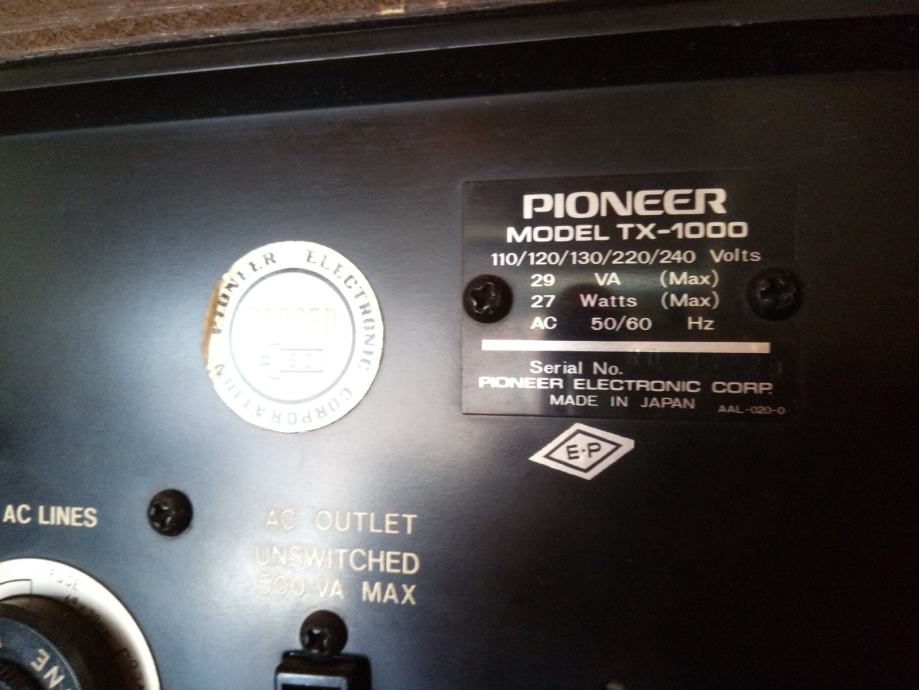 PIONEER
MODEL TX-1000
110/120/130/220/240 Volts
29 VA (Max)
27 Watts (Max)
AC 50/60 Hz
Serial No.
PIONEER ELECTRONIC CORP.
MADE IN JAPAN AAL-020-0
E·P
PIONEER ELECTRONIC CORPORATION
AC LINES
AC OUTLET
UNSWITCHED
500 VA MAX
FUSE